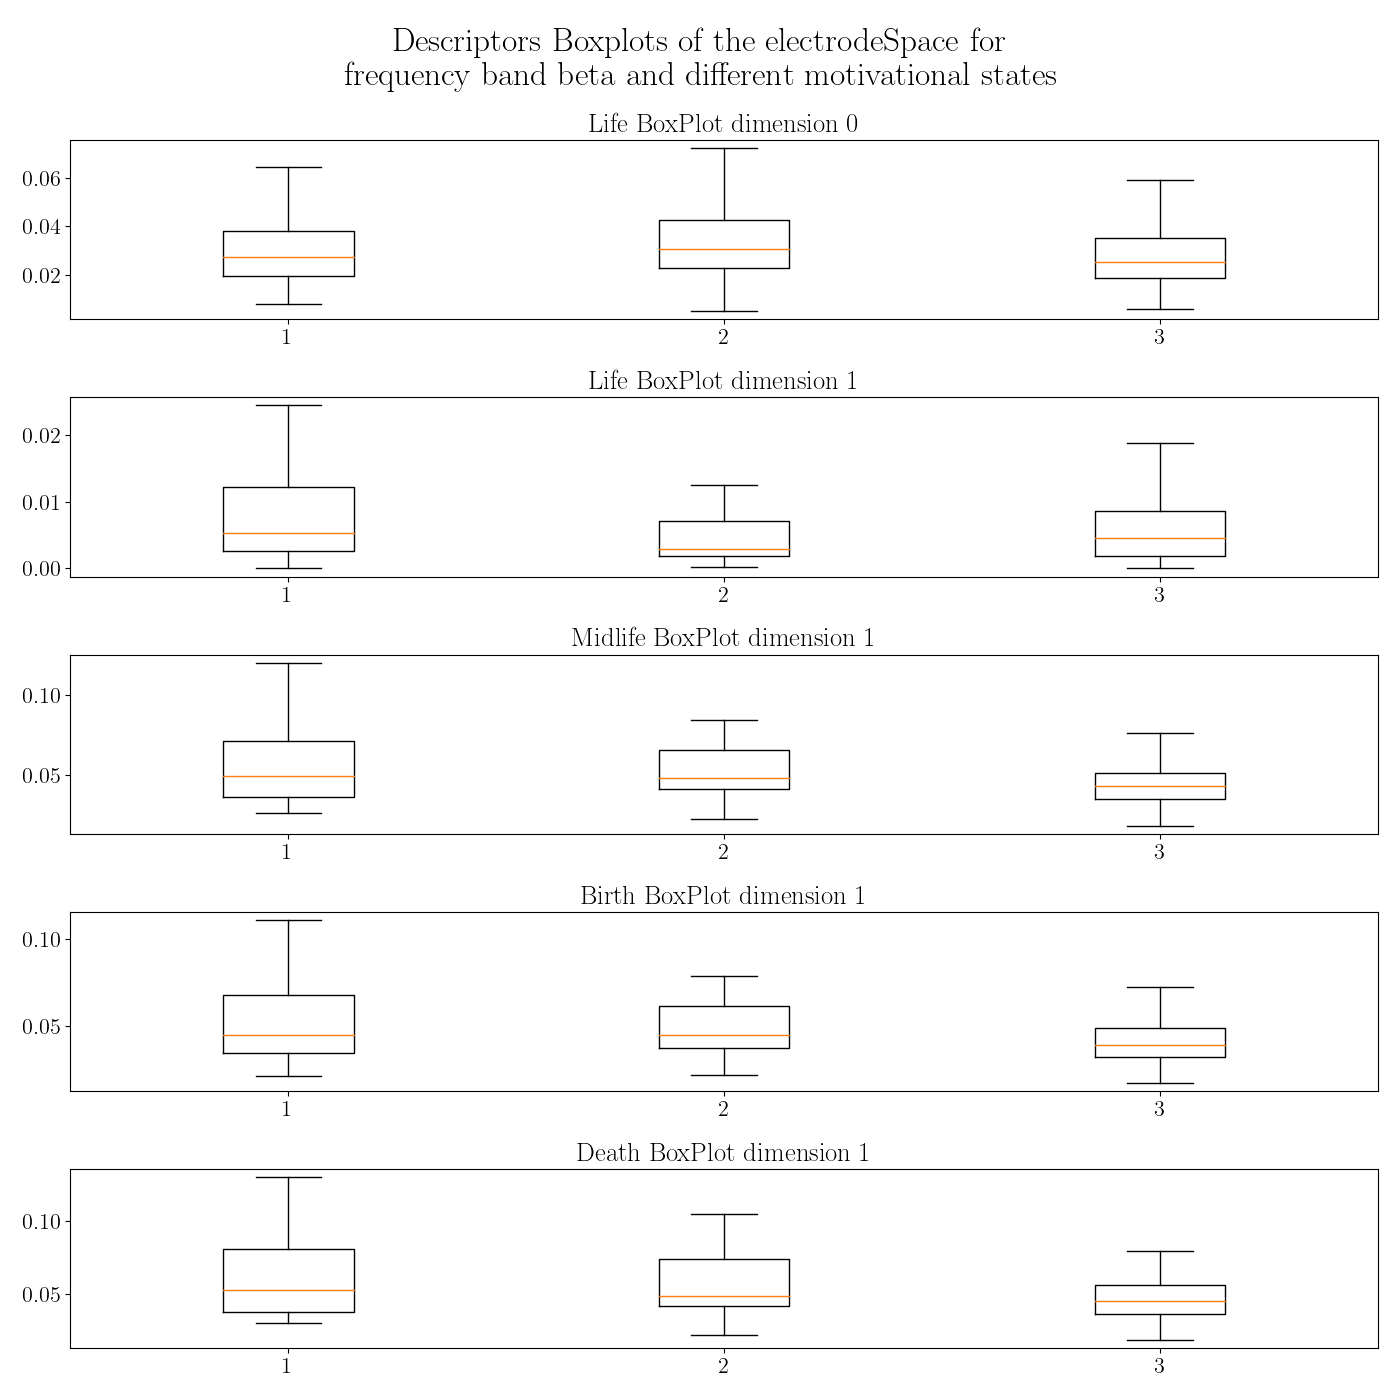 Descriptors Boxplots of the electrodeSpace for
frequency band beta and different motivational states
Life BoxPlot dimension 0
0.06
0.04
0.02
1 2 3
Life BoxPlot dimension 1
0.02
0.01
0.00
1 2 3
Midlife BoxPlot dimension 1
0.10
0.05
1 2 3
Birth BoxPlot dimension 1
0.10
0.05
1 2 3
Death BoxPlot dimension 1
0.10
0.05
1 2 3